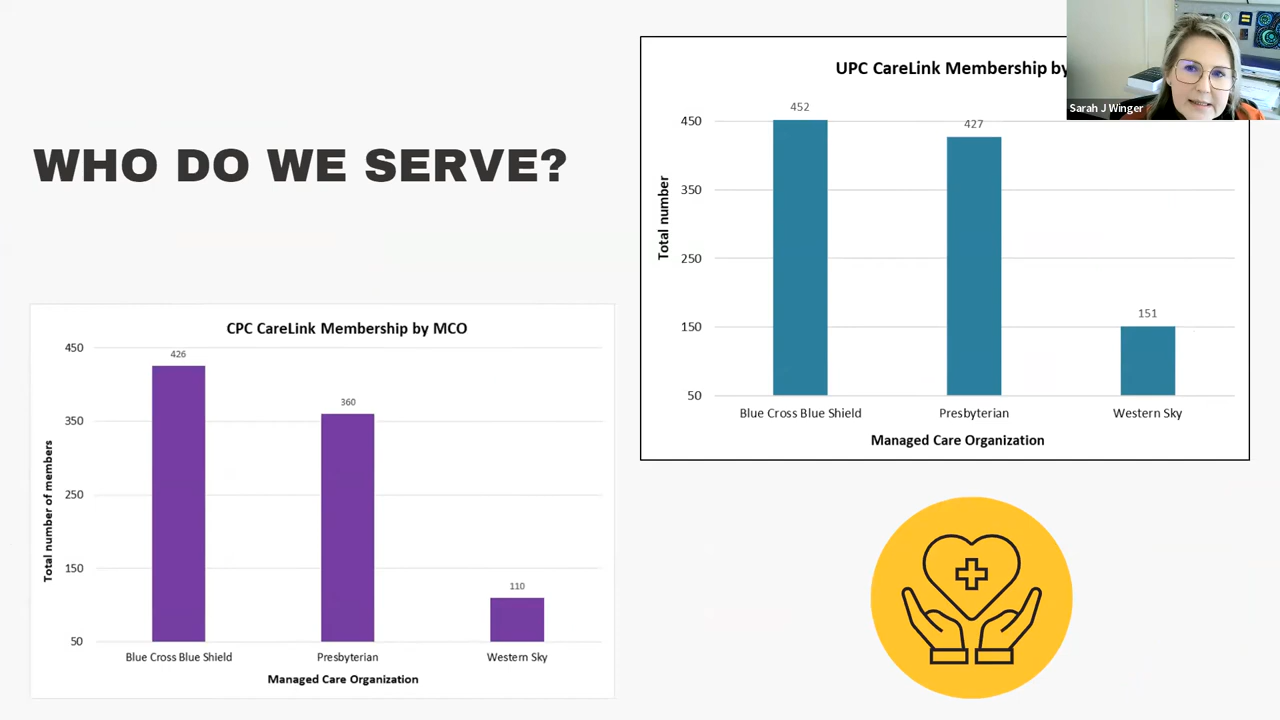 WHO DO WE SERVE?
CPC CareLink Membership by MCO
Total number of members
450
350
250
150
50
426
360
110
Blue Cross Blue Shield
Presbyterian
Western Sky
Managed Care Organization
UPC CareLink Membership by
Total number
450
350
250
150
50
452
427
151
Blue Cross Blue Shield
Presbyterian
Western Sky
Managed Care Organization
Sarah J Winger